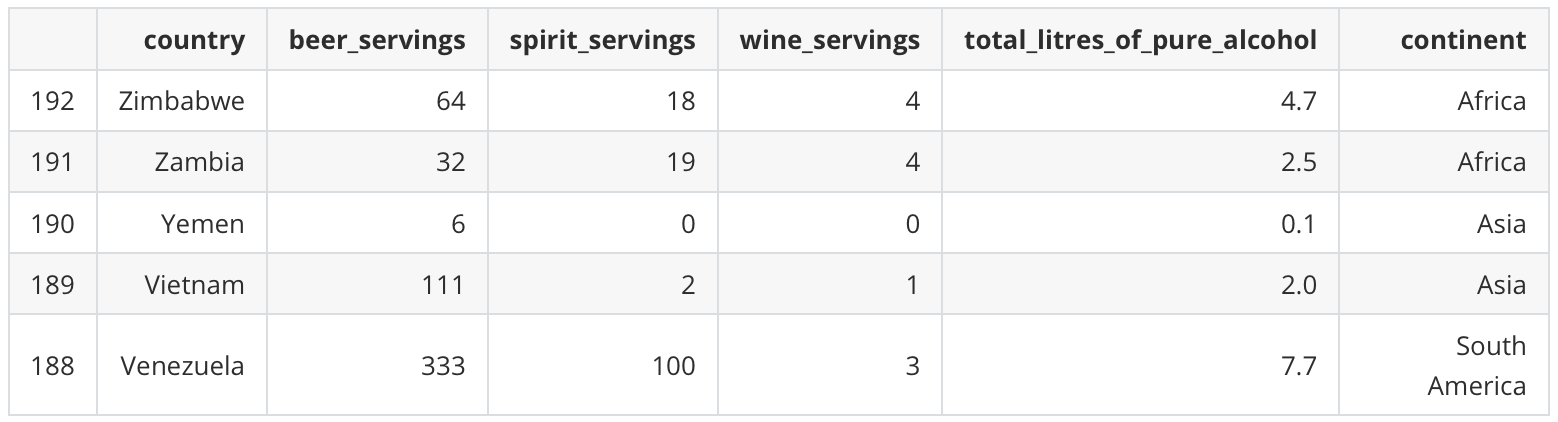 country beer_servings spirit_servings wine_servings total_litres_of_pure_alcohol continent
192 Zimbabwe 64 18 4 4.7 Africa
191 Zambia 32 19 4 2.5 Africa
190 Yemen 6 0 0 0.1 Asia
189 Vietnam 111 2 1 2.0 Asia
188 Venezuela 333 100 3 7.7 South
America